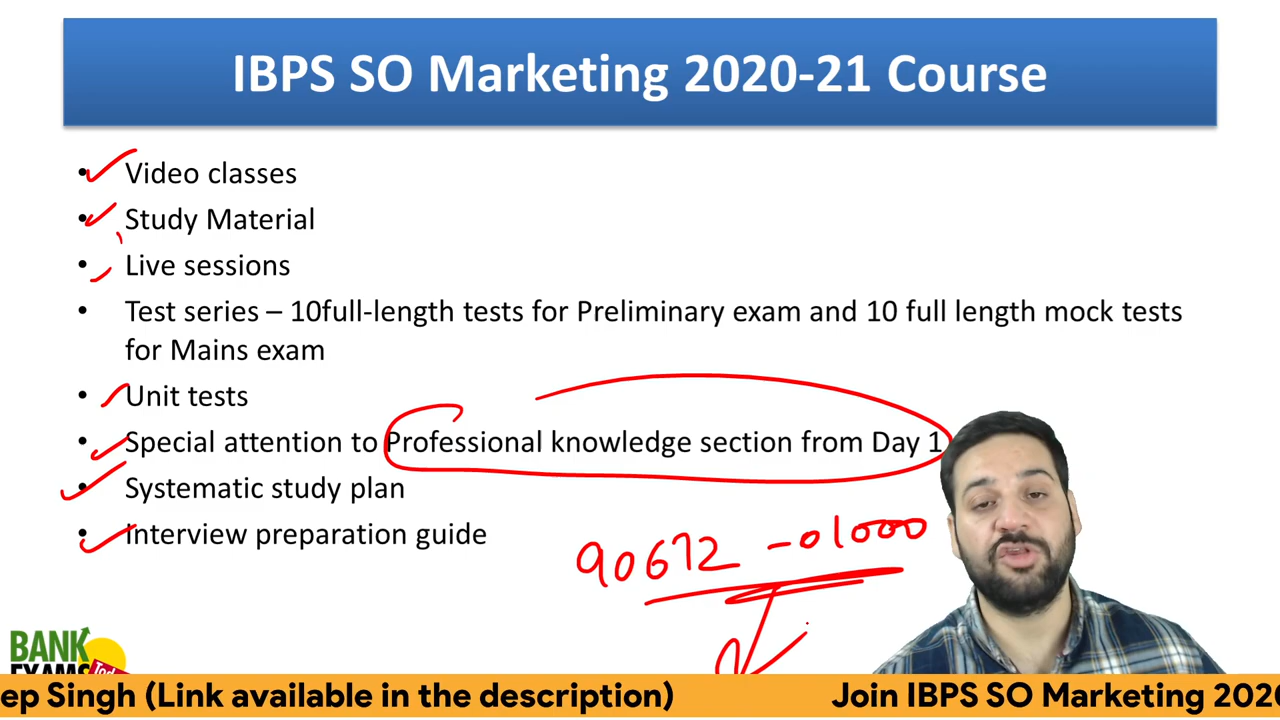 IBPS SO Marketing 2020-21 Course
• Video classes
• Study Material
• Live sessions
• Test series – 10full-length tests for Preliminary exam and 10 full length mock tests
for Mains exam
• Unit tests
• Special attention to Professional knowledge section from Day 1
• Systematic study plan
• Interview preparation guide
90672 -01000
BANK
EXAMS
Tod
ep Singh (Link available in the description) Join IBPS SO Marketing 202